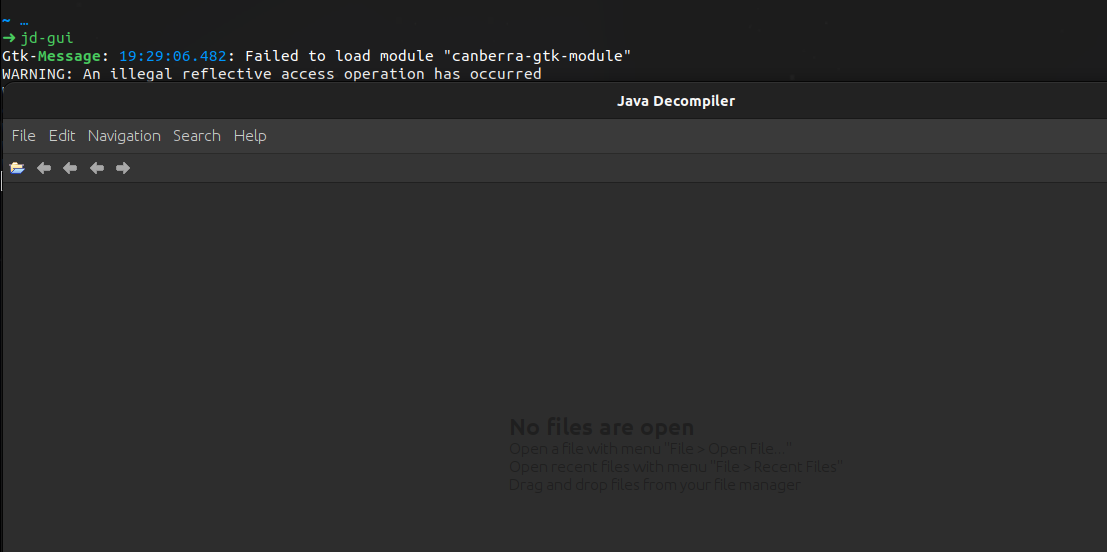 ~ …
➜ jd-gui
Gtk-Message: 19:29:06.482: Failed to load module "canberra-gtk-module"
WARNING: An illegal reflective access operation has occurred
Java Decompiler
File Edit Navigation Search Help
No files are open
Open a file with menu "File > Open File..."
Open recent files with menu "File > Recent Files"
Drag and drop files from your file manager